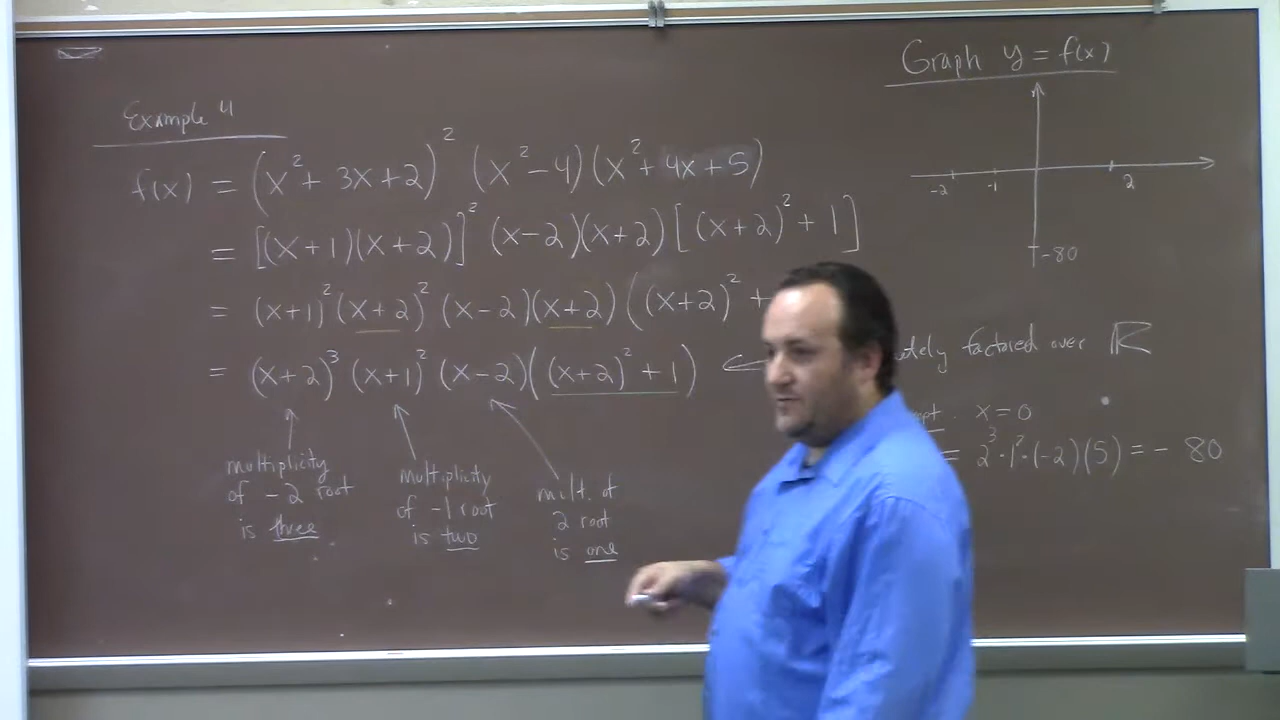 Example 4
f(x) = (x² + 3x + 2)² (x² - 4)(x² + 4x + 5)
= [(x + 1)(x + 2)]² (x - 2)(x + 2)[(x + 2)² + 1]
= (x + 1)² (x + 2)² (x - 2)(x + 2)((x + 2)² +
= (x + 2)³ (x + 1)² (x - 2)((x + 2)² + 1)
multiplicity
of -2 root
is three
multiplicity
of -1 root
is two
mult. of
2 root
is one
Graph y = f(x)
-2 -1 2
-80
factored over ℝ
x = 0
= 2³ · 1² · (-2)(5) = - 80